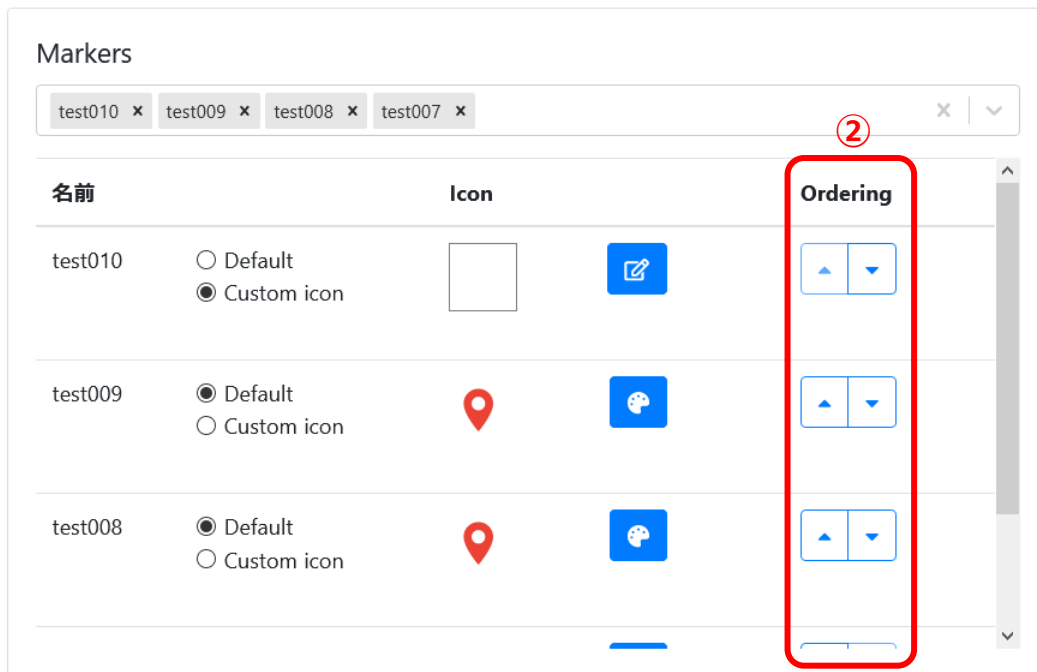 Markers
test010 × test009 × test008 × test007 ×
②
名前 Icon Ordering
test010 Default
Custom icon
test009 Default
Custom icon
test008 Default
Custom icon